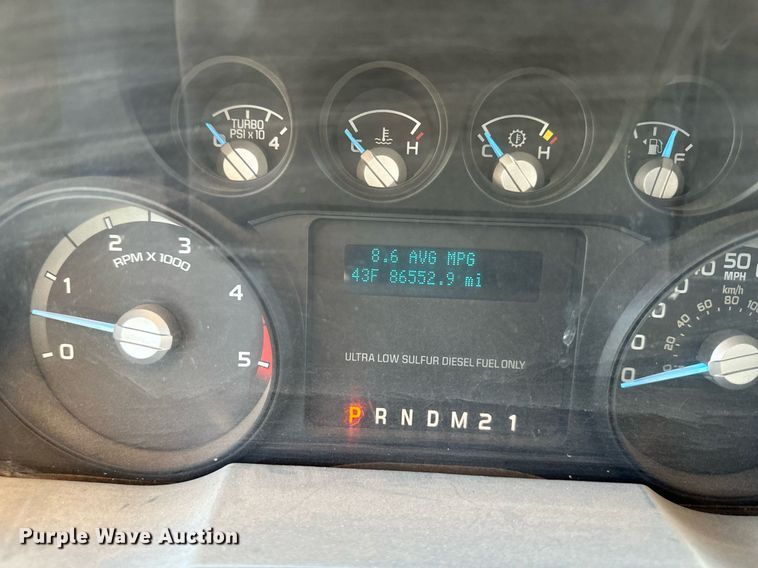 TURBO
PSI x 10
0 4
C H
C H
F
2 3
RPM X 1000
1 4
0 5
8.6 AVG MPG
43F 86552.9 mi
ULTRA LOW SULFUR DIESEL FUEL ONLY
P R N D M 2 1
50
MPH
km/h
80
60
40
20
0
Purple Wave Auction